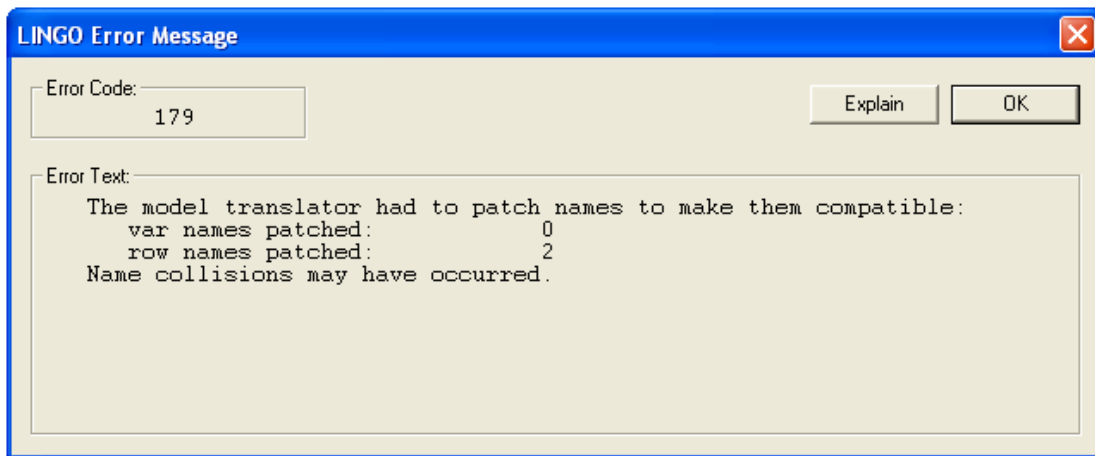 LINGO Error Message
Error Code:
179
Explain
OK
Error Text:
The model translator had to patch names to make them compatible:
var names patched: 0
row names patched: 2
Name collisions may have occurred.